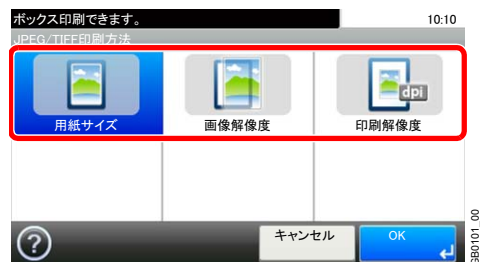 ボックス印刷できます。 10:10
JPEG/TIFF印刷方法
dpi
用紙サイズ 画像解像度 印刷解像度
? キャンセル OK
GB0101_00